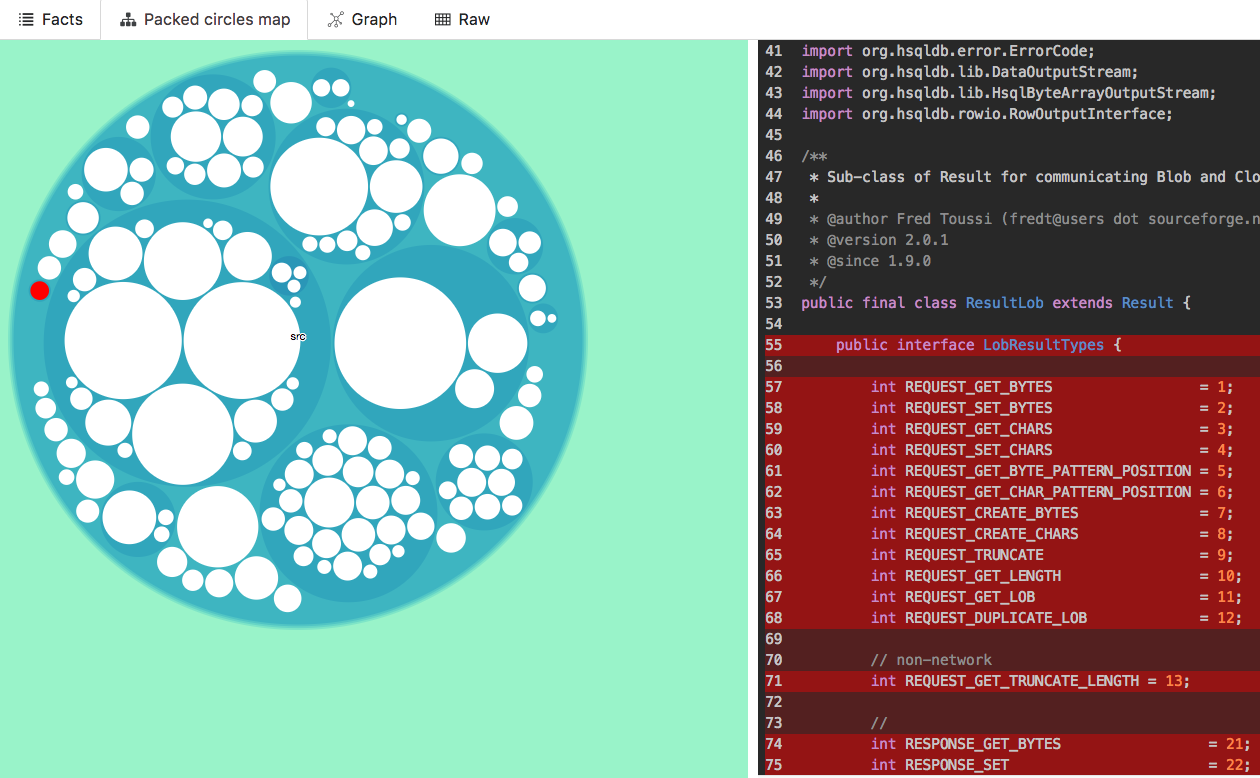 Facts Packed circles map Graph Raw
src
41 import org.hsqldb.error.ErrorCode;
42 import org.hsqldb.lib.DataOutputStream;
43 import org.hsqldb.lib.HsqlByteArrayOutputStream;
44 import org.hsqldb.rowio.RowOutputInterface;
45
46 /**
47 * Sub-class of Result for communicating Blob and Clo
48 *
49 * @author Fred Toussi (fredt@users dot sourceforge.n
50 * @version 2.0.1
51 * @since 1.9.0
52 */
53 public final class ResultLob extends Result {
54
55 public interface LobResultTypes {
56
57 int REQUEST_GET_BYTES = 1;
58 int REQUEST_SET_BYTES = 2;
59 int REQUEST_GET_CHARS = 3;
60 int REQUEST_SET_CHARS = 4;
61 int REQUEST_GET_BYTE_PATTERN_POSITION = 5;
62 int REQUEST_GET_CHAR_PATTERN_POSITION = 6;
63 int REQUEST_CREATE_BYTES = 7;
64 int REQUEST_CREATE_CHARS = 8;
65 int REQUEST_TRUNCATE = 9;
66 int REQUEST_GET_LENGTH = 10;
67 int REQUEST_GET_LOB = 11;
68 int REQUEST_DUPLICATE_LOB = 12;
69
70 // non-network
71 int REQUEST_GET_TRUNCATE_LENGTH = 13;
72
73 //
74 int RESPONSE_GET_BYTES = 21;
75 int RESPONSE_SET = 22;